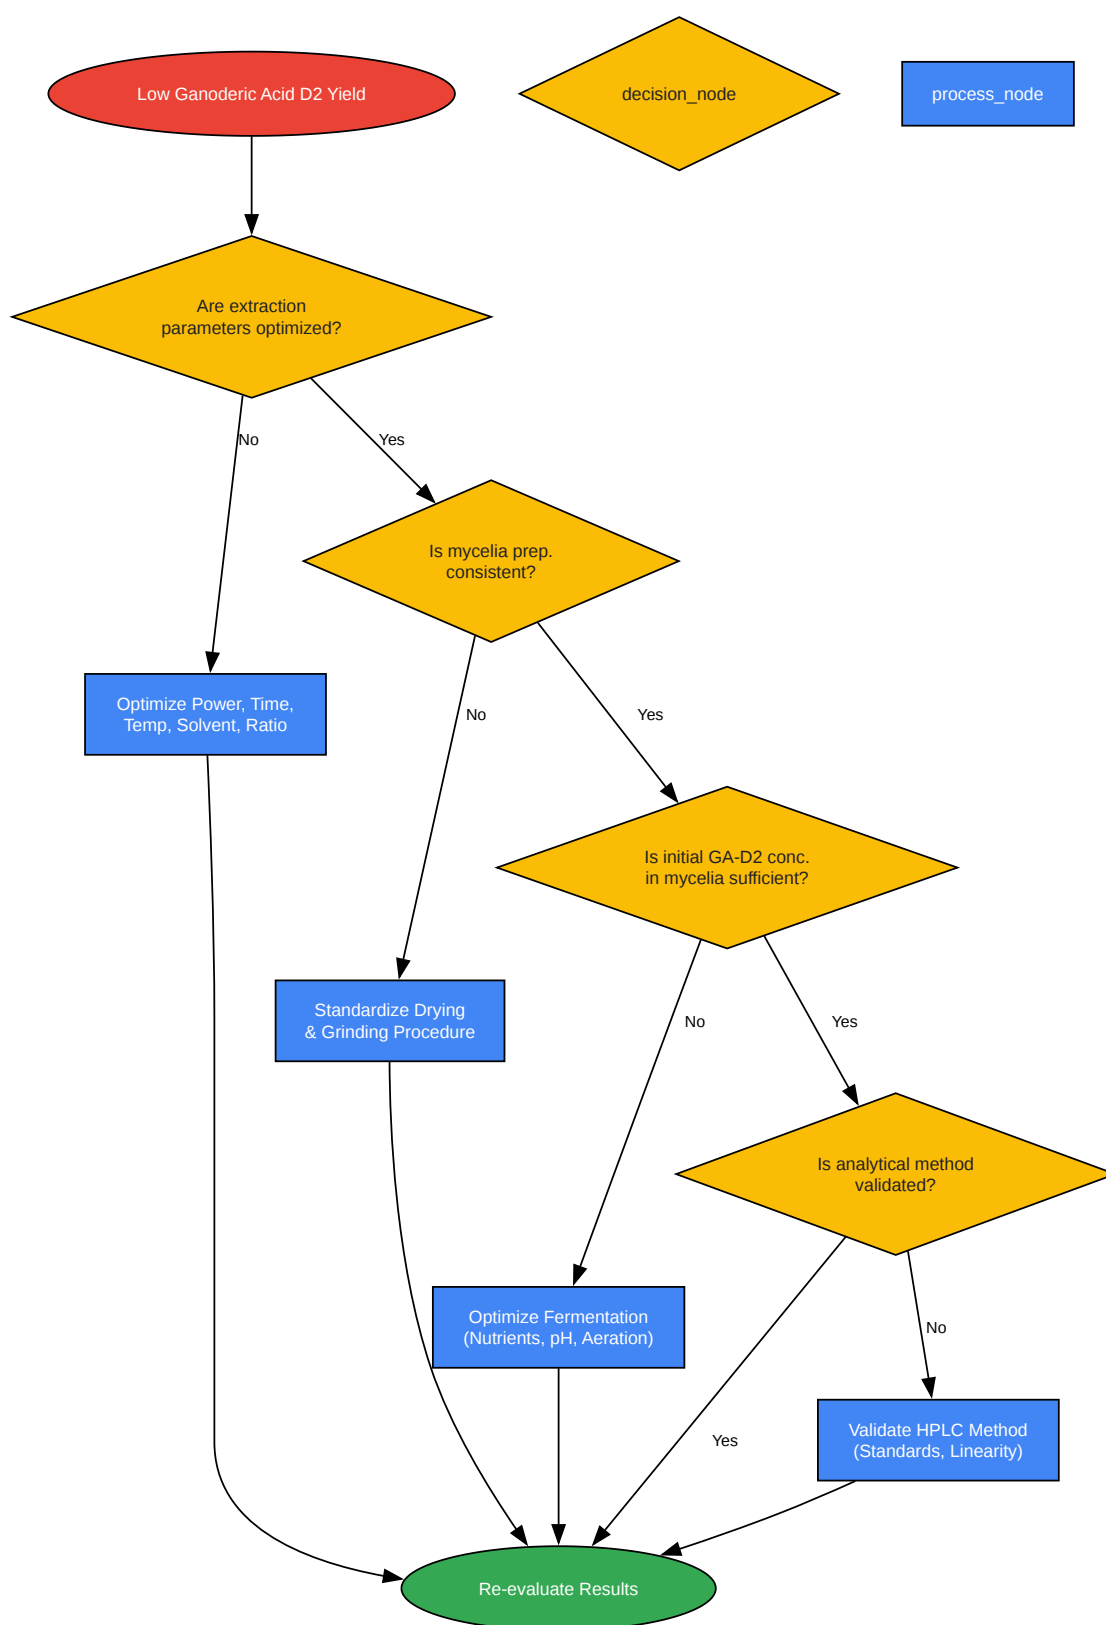 Low Ganoderic Acid D2 Yield
decision_node
process_node
Are extraction
parameters optimized?
No
Yes
Is mycelia prep.
consistent?
Optimize Power, Time,
Temp, Solvent, Ratio
No
Yes
Is initial GA-D2 conc.
in mycelia sufficient?
Standardize Drying
& Grinding Procedure
No
Yes
Is analytical method
validated?
Optimize Fermentation
(Nutrients, pH, Aeration)
No
Yes
Validate HPLC Method
(Standards, Linearity)
Re-evaluate Results